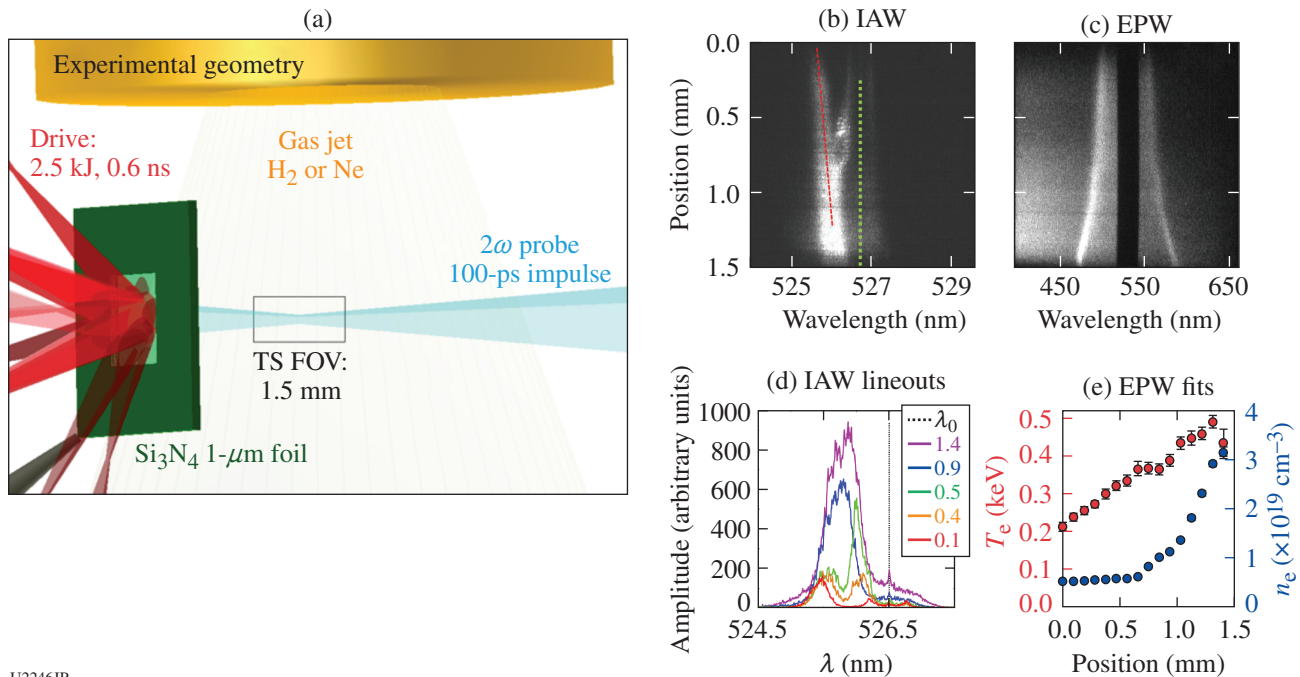 (a)
Experimental geometry
Drive:
2.5 kJ, 0.6 ns
Gas jet
H₂ or Ne
2ω probe
100-ps impulse
TS FOV:
1.5 mm
Si₃N₄ 1-μm foil
(b) IAW
Position (mm)
0.0
0.5
1.0
1.5
525 527 529
Wavelength (nm)
(c) EPW
450 550 650
Wavelength (nm)
(d) IAW lineouts
Amplitude (arbitrary units)
1000
800
600
400
200
0
λ₀
1.4
0.9
0.5
0.4
0.1
524.5 526.5
λ (nm)
(e) EPW fits
Tₑ (keV)
0.5
0.4
0.3
0.2
0.1
0.0
4
3
2
1
0
nₑ (×10¹⁹ cm⁻³)
0.0 0.5 1.0 1.5
Position (mm)